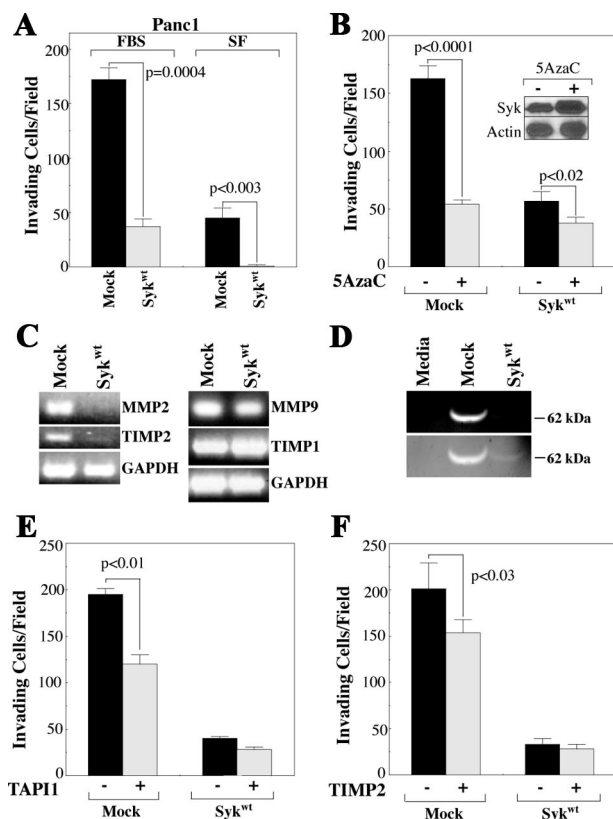 A
Panc1
FBS SF
Invading Cells/Field
200
150
100
50
0
p=0.0004
p<0.003
Mock
Syk^wt
Mock
Syk^wt
B
Invading Cells/Field
200
150
100
50
0
p<0.0001
5AzaC
- +
Syk
Actin
p<0.02
5AzaC - + - +
Mock Syk^wt
C
Mock Syk^wt
MMP2
TIMP2
GAPDH
Mock Syk^wt
MMP9
TIMP1
GAPDH
D
Media Mock Syk^wt
62 kDa
62 kDa
E
Invading Cells/Field
250
200
150
100
50
0
p<0.01
TAPI1 - + - +
Mock Syk^wt
F
Invading Cells/Field
250
200
150
100
50
0
p<0.03
TIMP2 - + - +
Mock Syk^wt